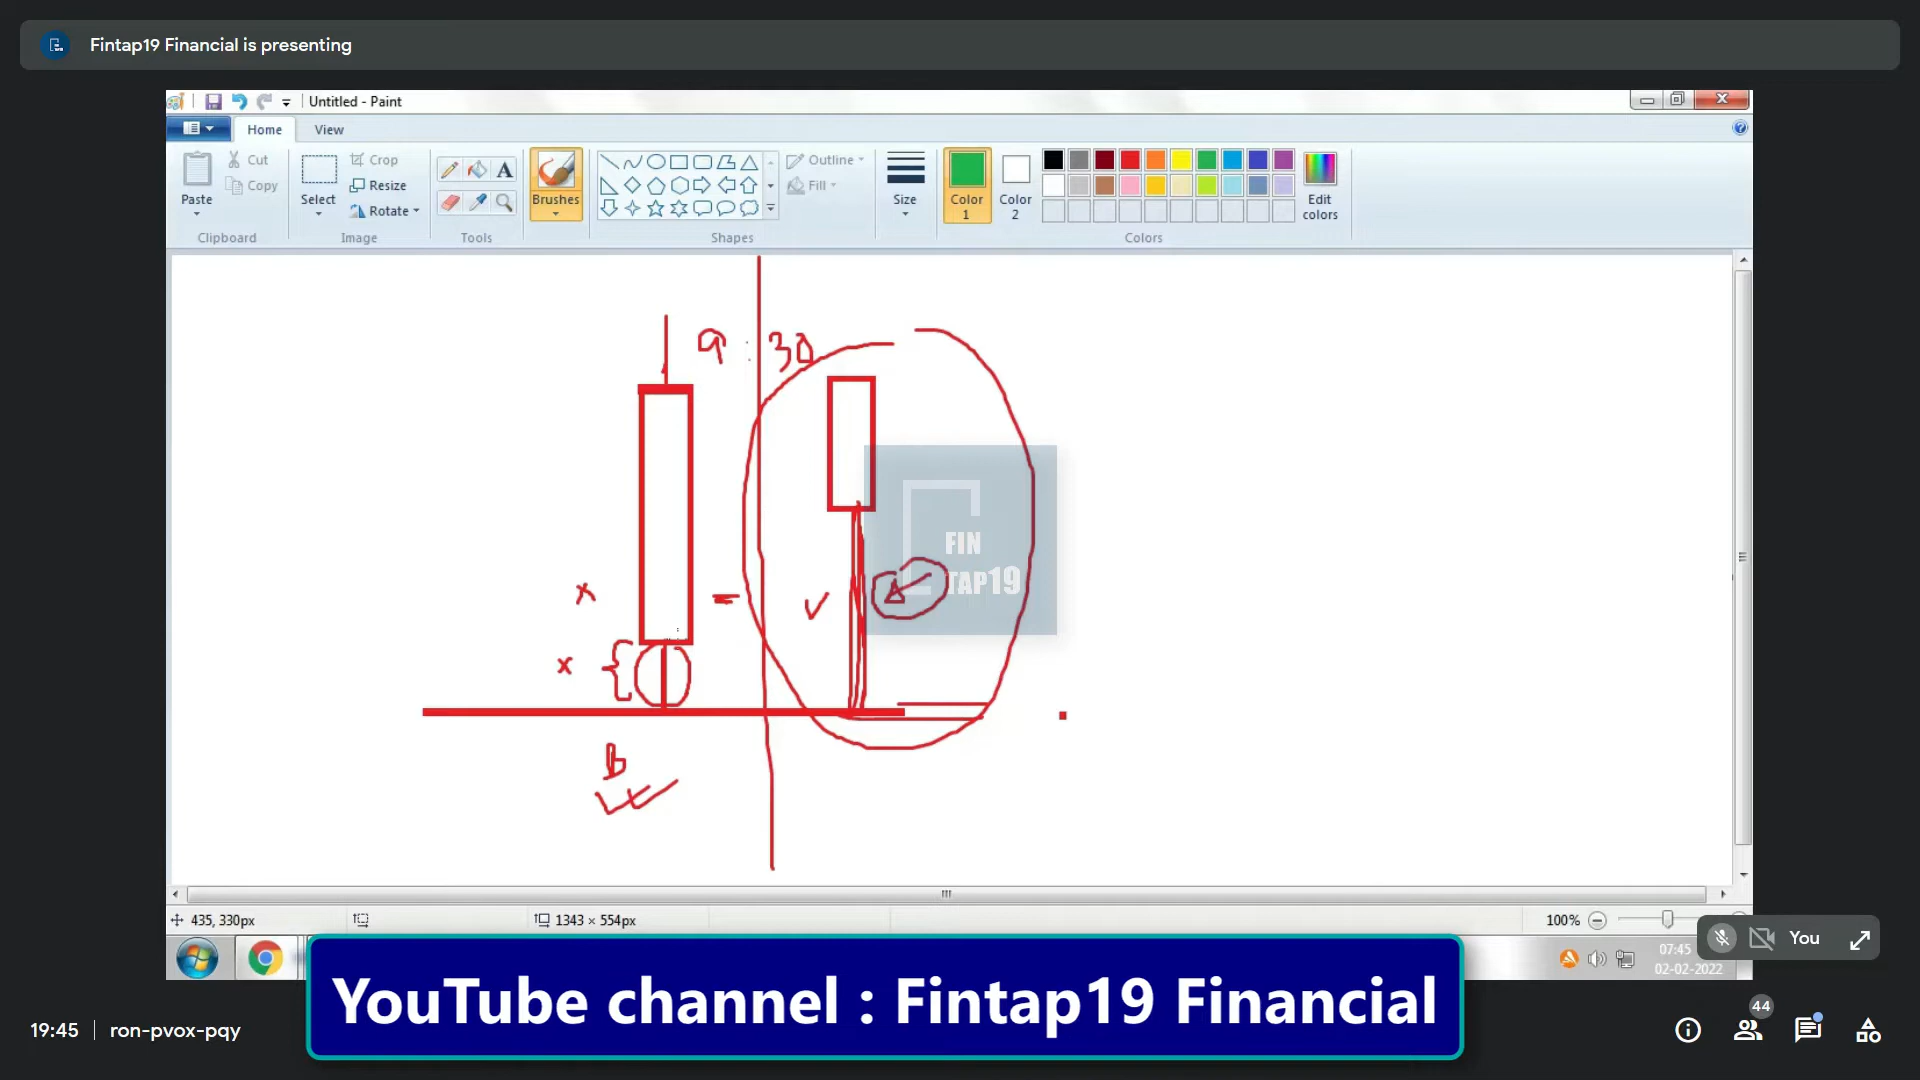 Fintap19 Financial is presenting
Untitled - Paint
Home View
Cut
Copy
Paste
Clipboard
Crop
Resize
Rotate
Select
Image
A
Tools
Brushes
Outline
Fill
Shapes
Size
Color 1
Color 2
Edit colors
Colors
9 : 30
FIN
TAP19
x
=
x
B
435, 330px
1343 × 554px
100%
You
07:45
02-02-2022
YouTube channel : Fintap19 Financial
19:45 | ron-pvox-pqy
44